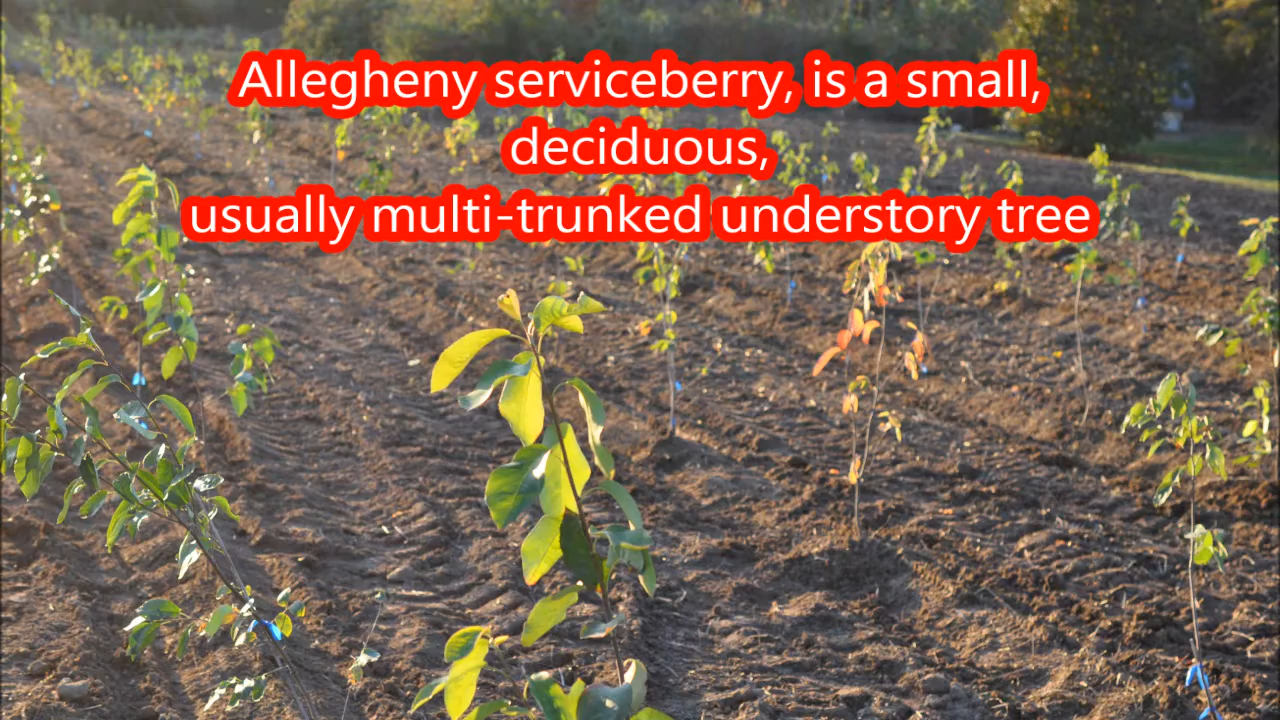 Allegheny serviceberry, is a small,
deciduous,
usually multi-trunked understory tree